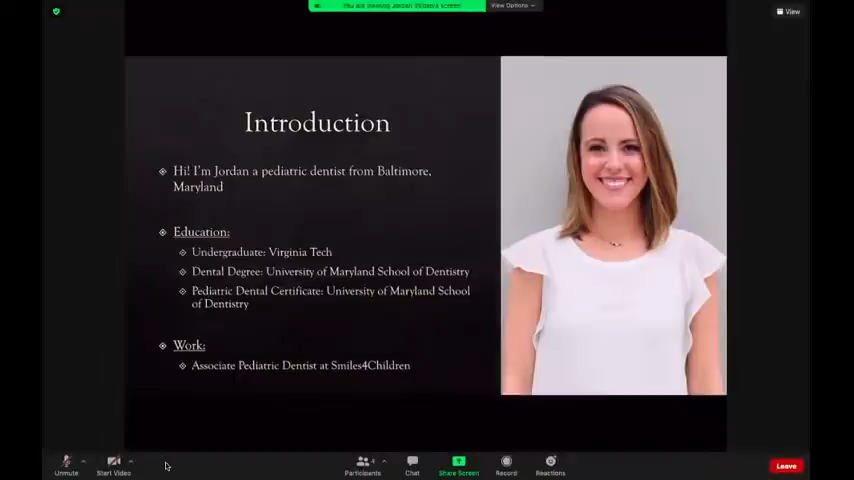 You are viewing Jordan
screen
View Options
View
Introduction
Hi! I'm Jordan a pediatric dentist from Baltimore,
Maryland
Education:
Undergraduate: Virginia Tech
Dental Degree: University of Maryland School of Dentistry
Pediatric Dental Certificate: University of Maryland School
of Dentistry
Work:
Associate Pediatric Dentist at Smiles4Children
Unmute
Start Video
4
Participants
Chat
Share Screen
Record
Reactions
Leave